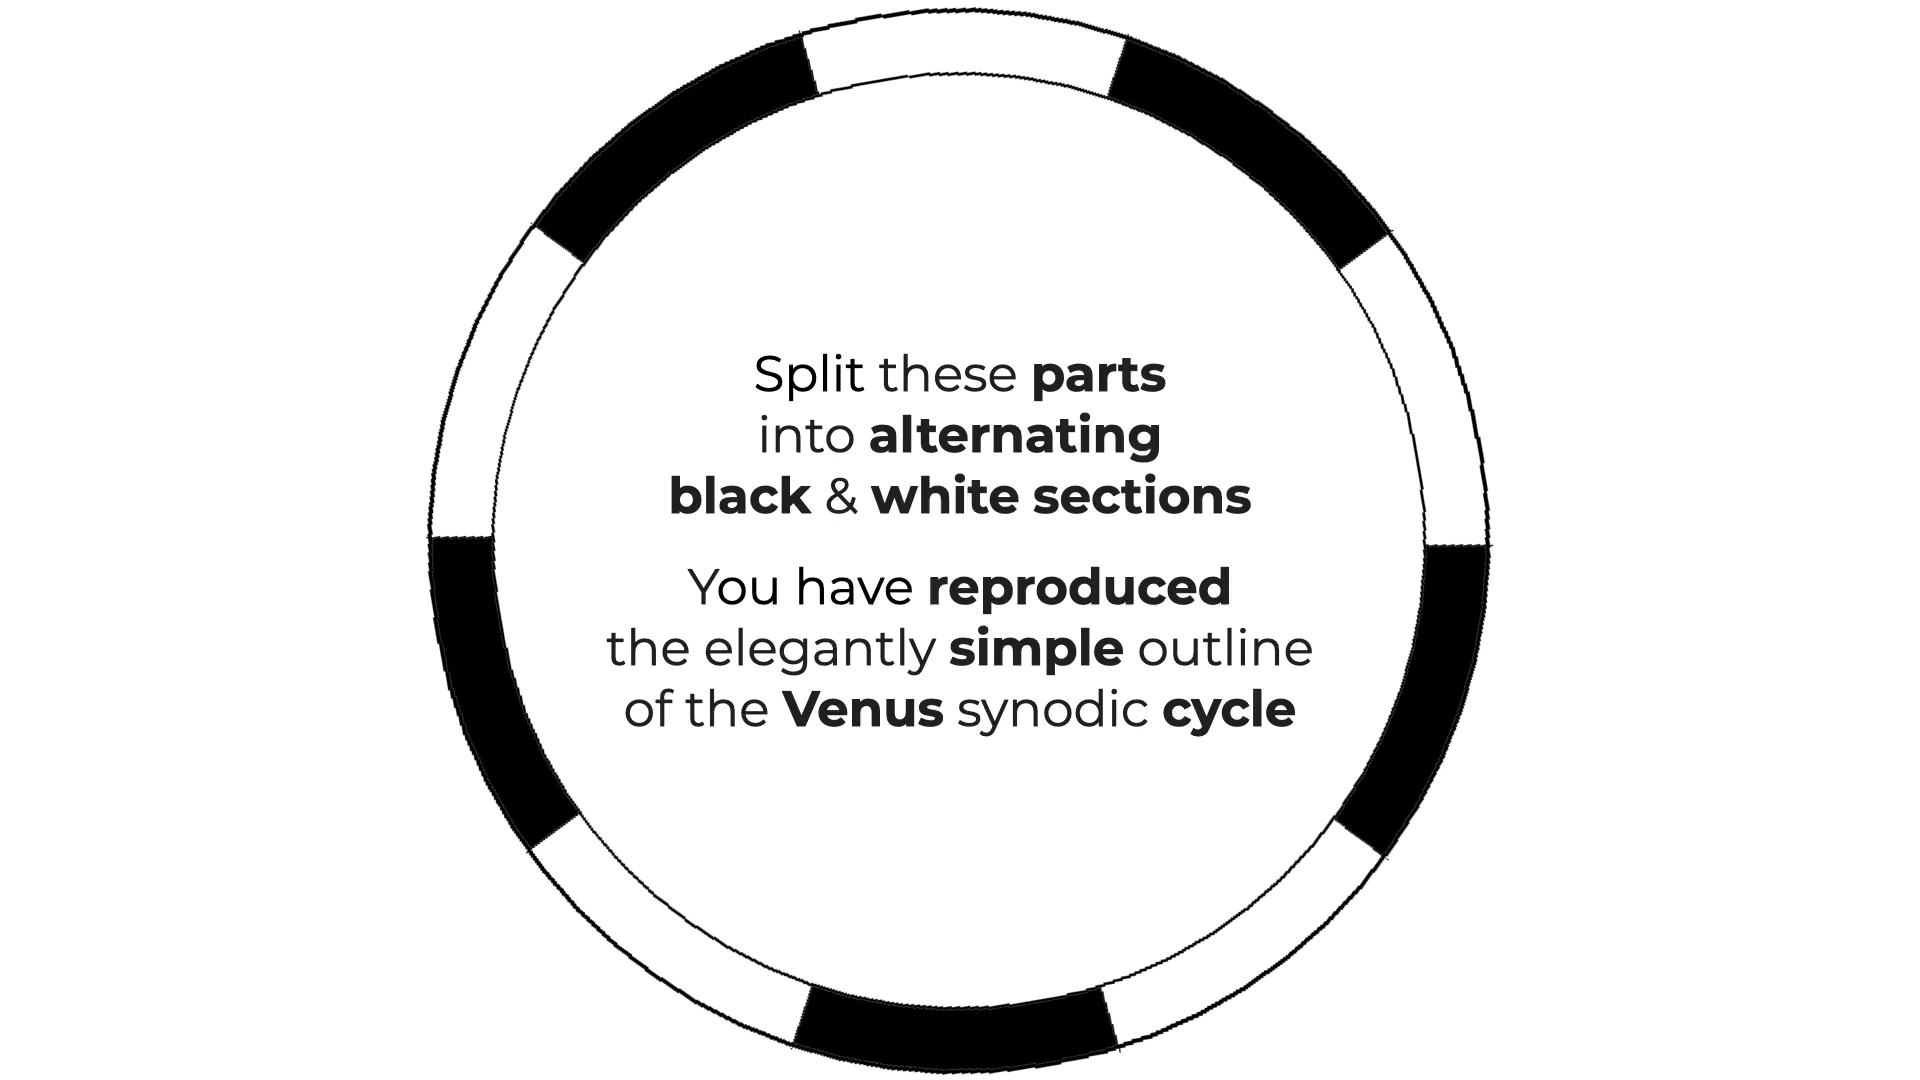 Split these parts
into alternating
black & white sections
You have reproduced
the elegantly simple outline
of the Venus synodic cycle